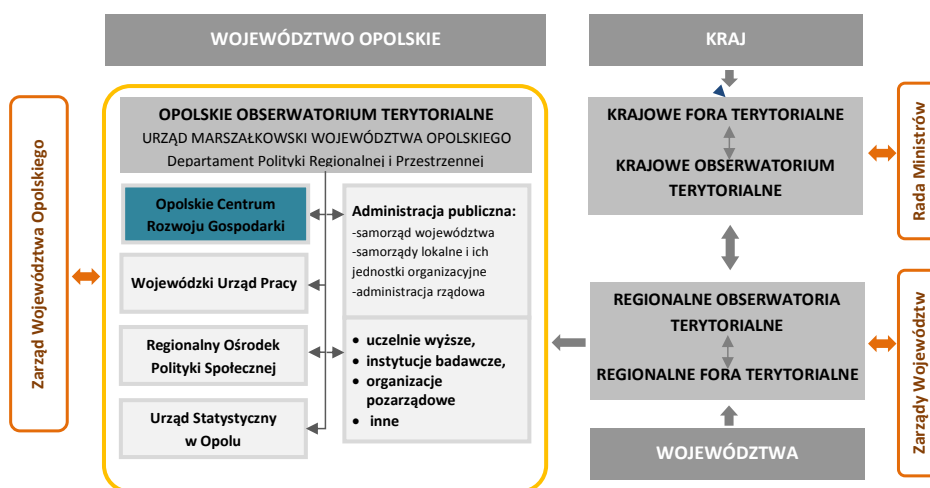 WOJEWÓDZTWO OPOLSKIE
KRAJ
Zarząd Województwa Opolskiego
OPOLSKIE OBSERWATORIUM TERYTORIALNE
URZĄD MARSZAŁKOWSKI WOJEWÓDZTWA OPOLSKIEGO
Departament Polityki Regionalnej i Przestrzennej
Opolskie Centrum
Rozwoju Gospodarki
Wojewódzki Urząd Pracy
Regionalny Ośrodek
Polityki Społecznej
Urząd Statystyczny
w Opolu
Administracja publiczna:
-samorząd województwa
-samorządy lokalne i ich
jednostki organizacyjne
-administracja rządowa
• uczelnie wyższe,
• instytucje badawcze,
• organizacje
pozarządowe
• inne
KRAJOWE FORA TERYTORIALNE
KRAJOWE OBSERWATORIUM
TERYTORIALNE
Rada Ministrów
REGIONALNE OBSERWATORIA
TERYTORIALNE
REGIONALNE FORA TERYTORIALNE
Zarządy Województw
WOJEWÓDZTWA